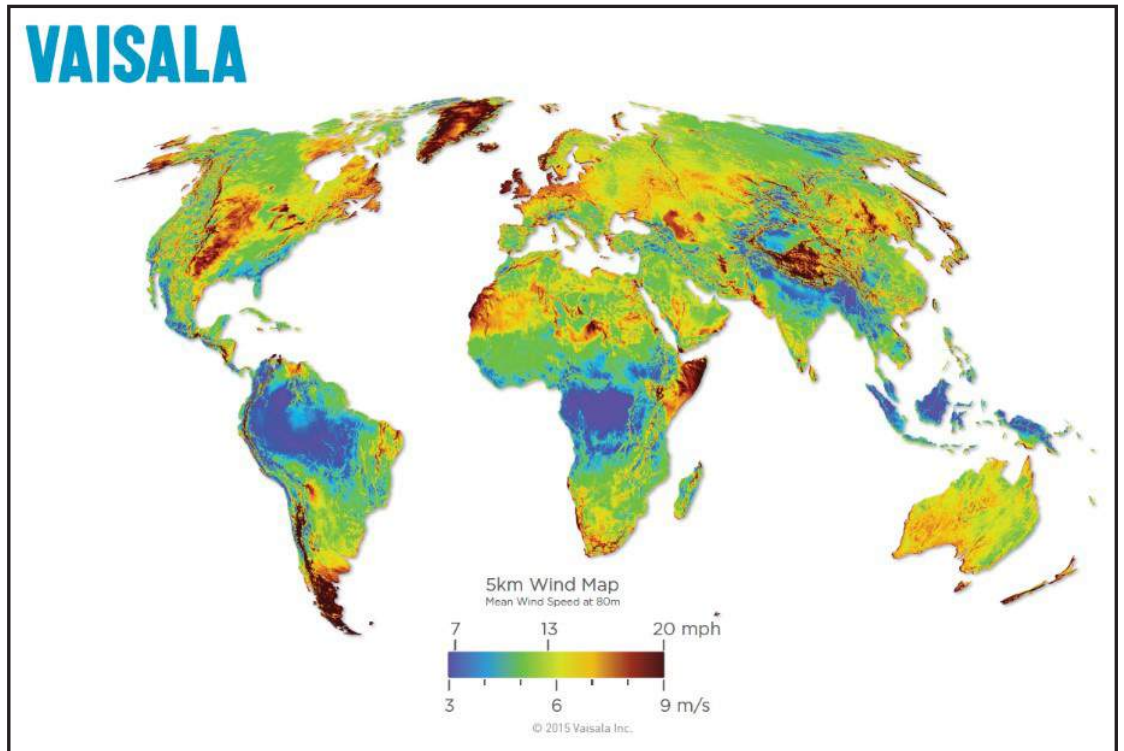 VAISALA
5km Wind Map
Mean Wind Speed at 80m
7 13 20 mph
3 6 9 m/s
© 2015 Vaisala Inc.